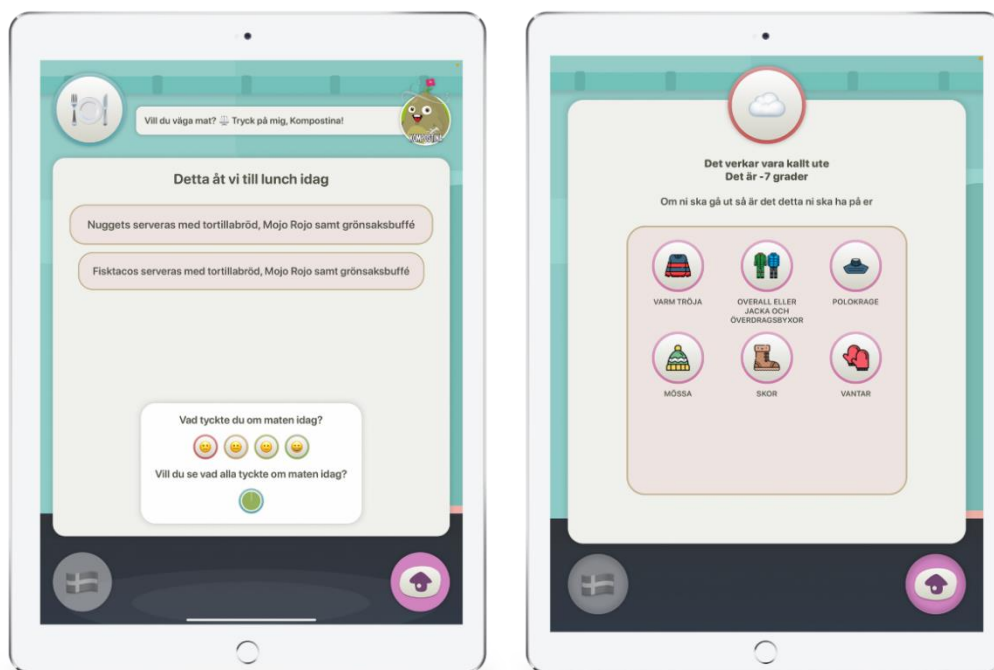 Vill du väga mat? Tryck på mig, Kompostina!
KOMPOSTINA
Detta åt vi till lunch idag
Nuggets serveras med tortillabröd, Mojo Rojo samt grönsaksbuffé
Fisktacos serveras med tortillabröd, Mojo Rojo samt grönsaksbuffé
Vad tyckte du om maten idag?
Vill du se vad alla tyckte om maten idag?
Det verkar vara kallt ute
Det är -7 grader
Om ni ska gå ut så är det detta ni ska ha på er
VARM TRÖJA
OVERALL ELLER
JACKA OCH
ÖVERDRAGSBYXOR
POLOKRAGE
MÖSSA
SKOR
VANTAR